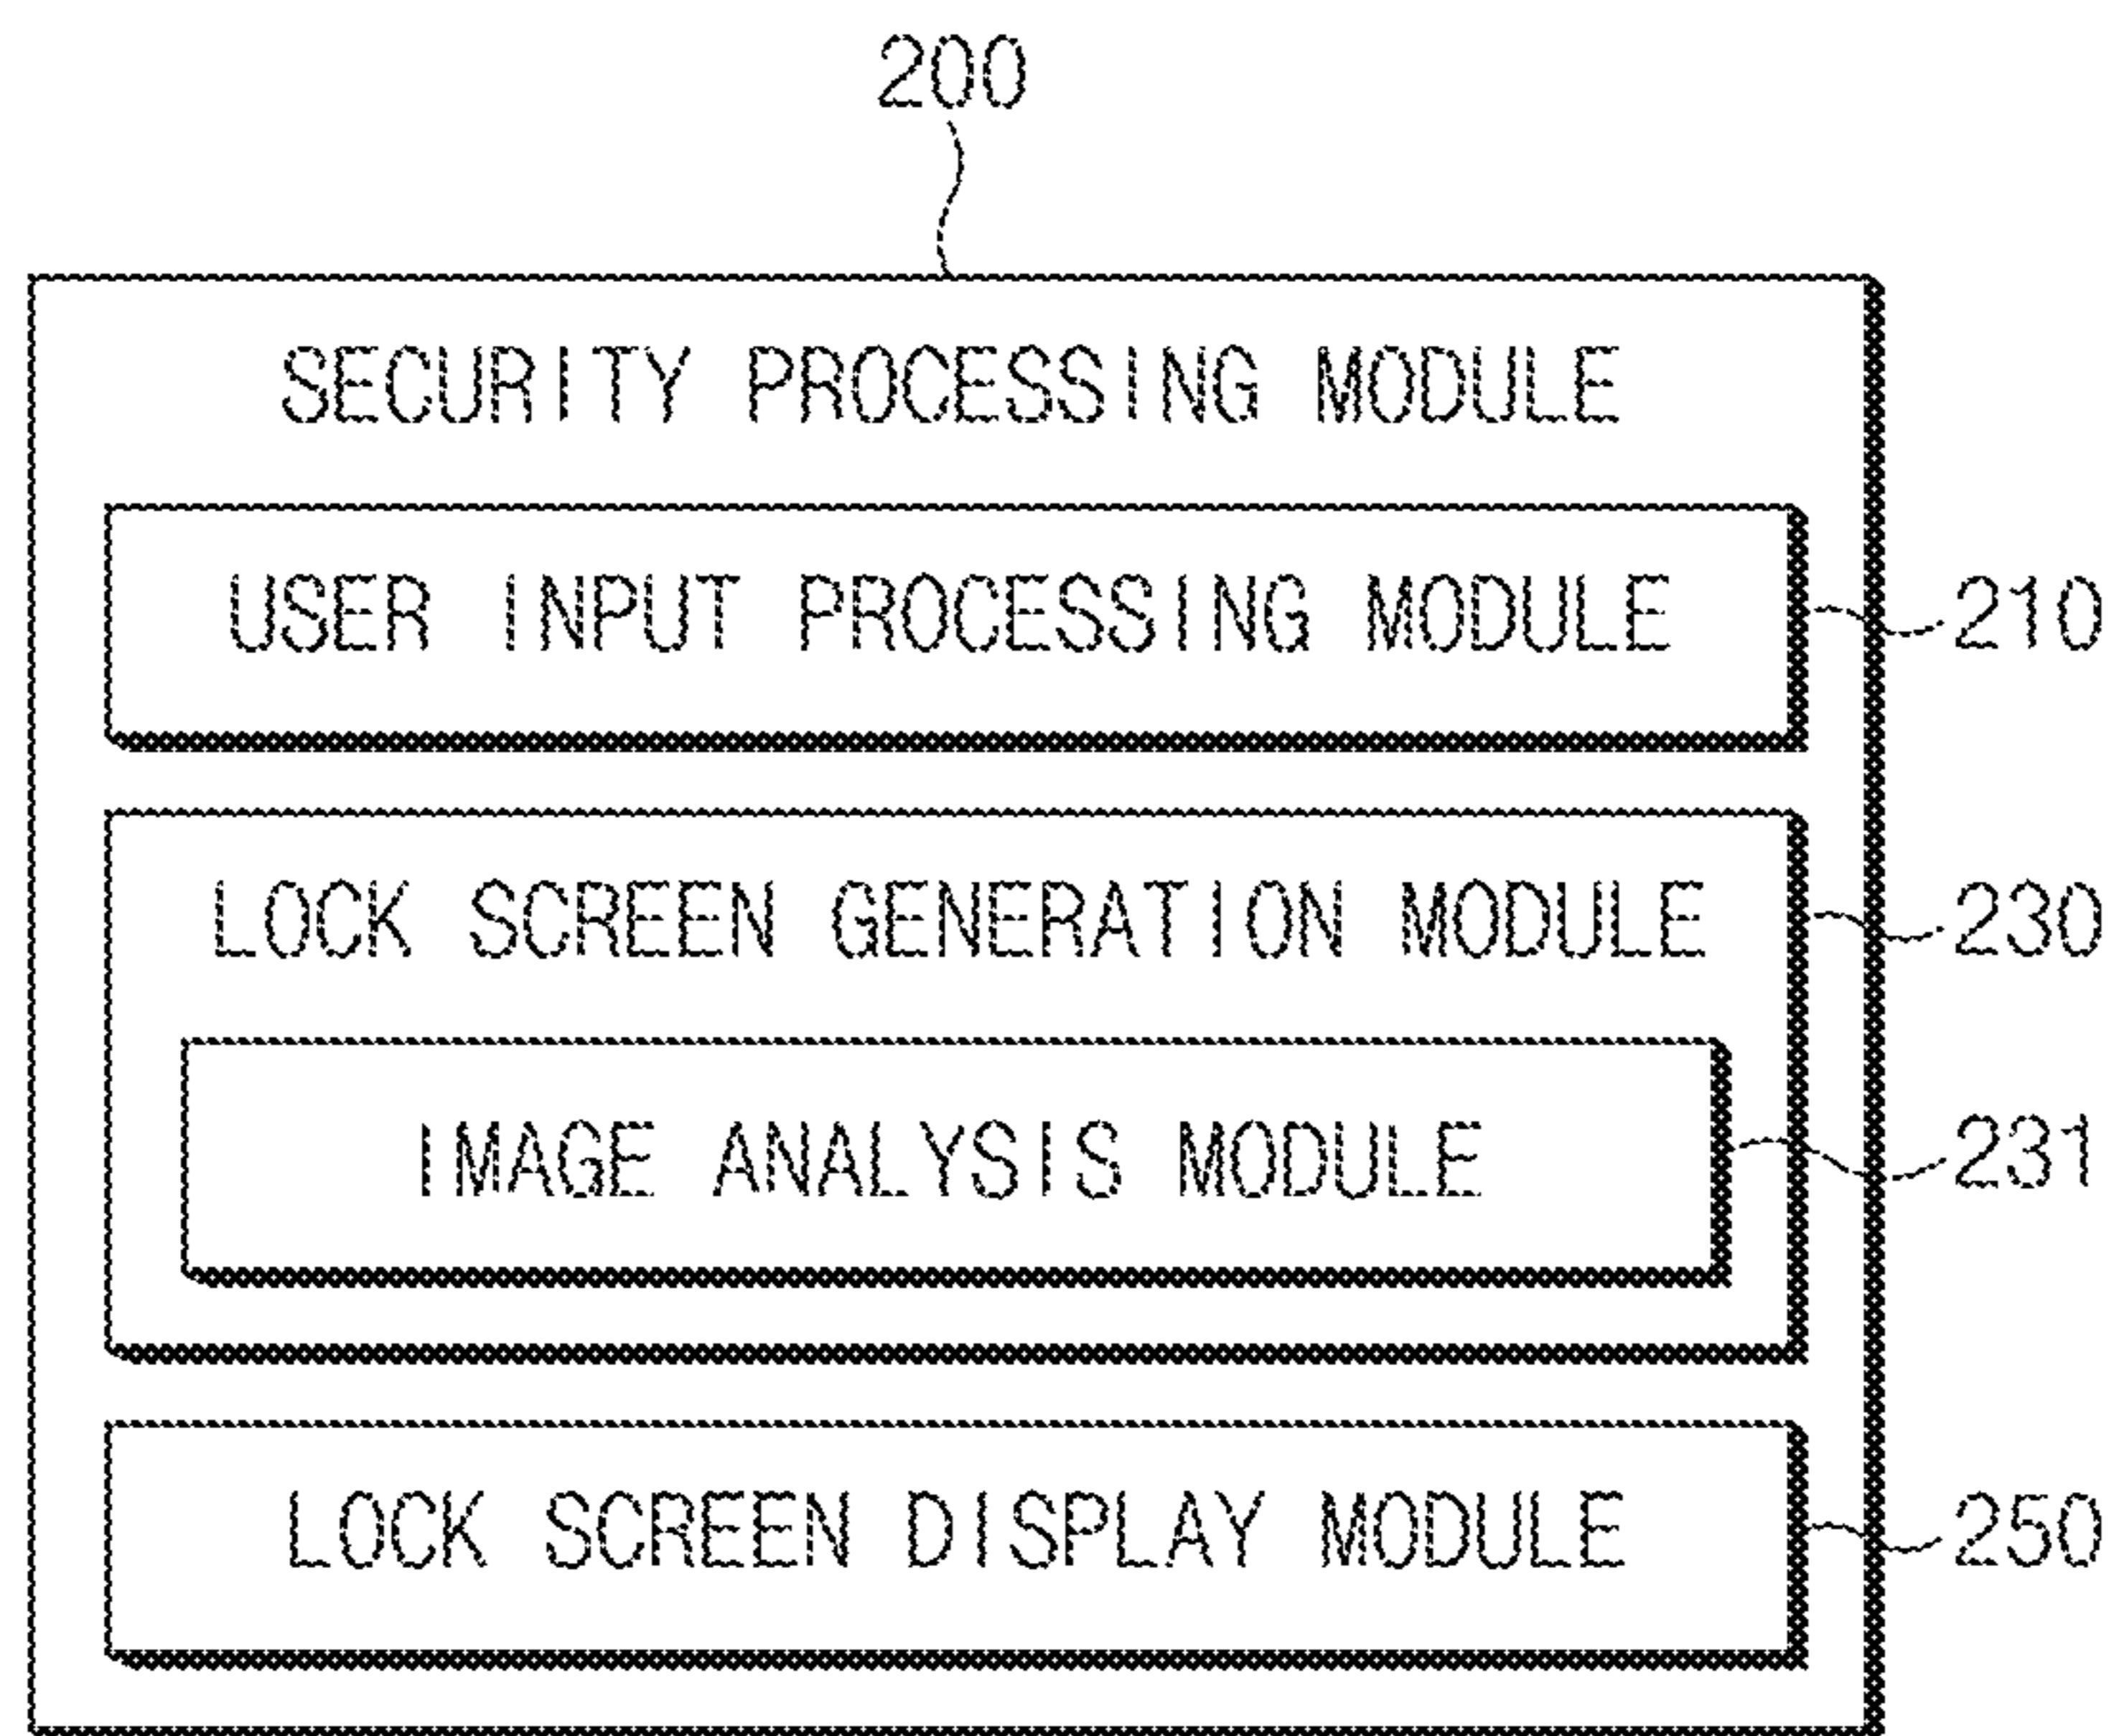 200
SECURITY PROCESSING MODULE
USER INPUT PROCESSING MODULE
210
LOCK SCREEN GENERATION MODULE
230
IMAGE ANALYSIS MODULE
231
LOCK SCREEN DISPLAY MODULE
250